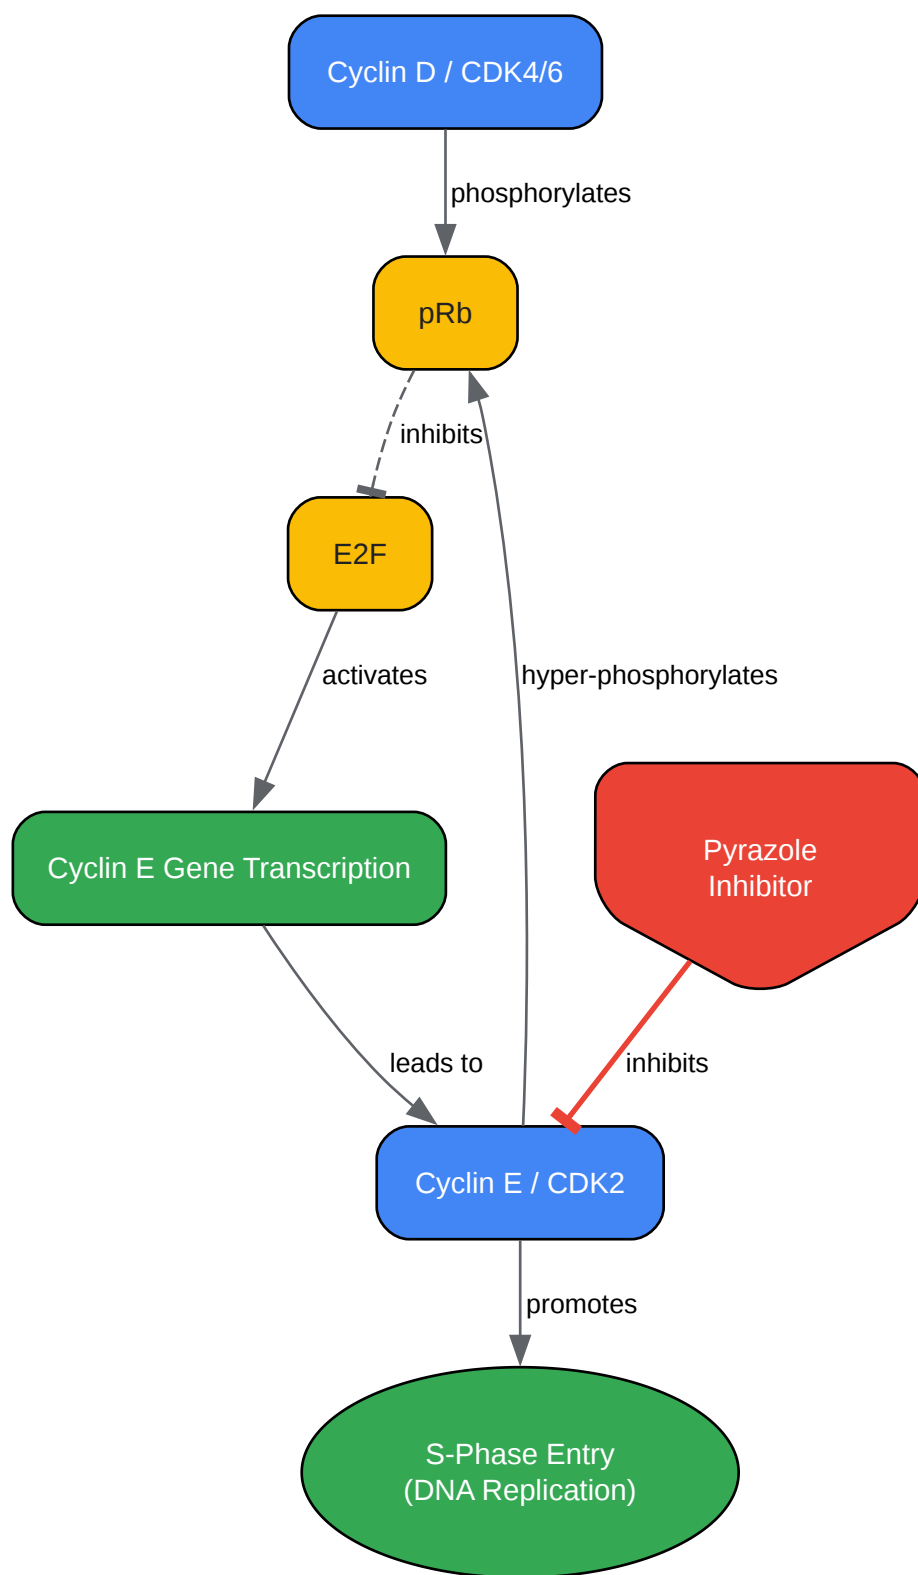 Cyclin D / CDK4/6
phosphorylates
pRb
inhibits
E2F
activates
hyper-phosphorylates
Cyclin E Gene Transcription
Pyrazole
Inhibitor
leads to
inhibits
Cyclin E / CDK2
promotes
S-Phase Entry
(DNA Replication)